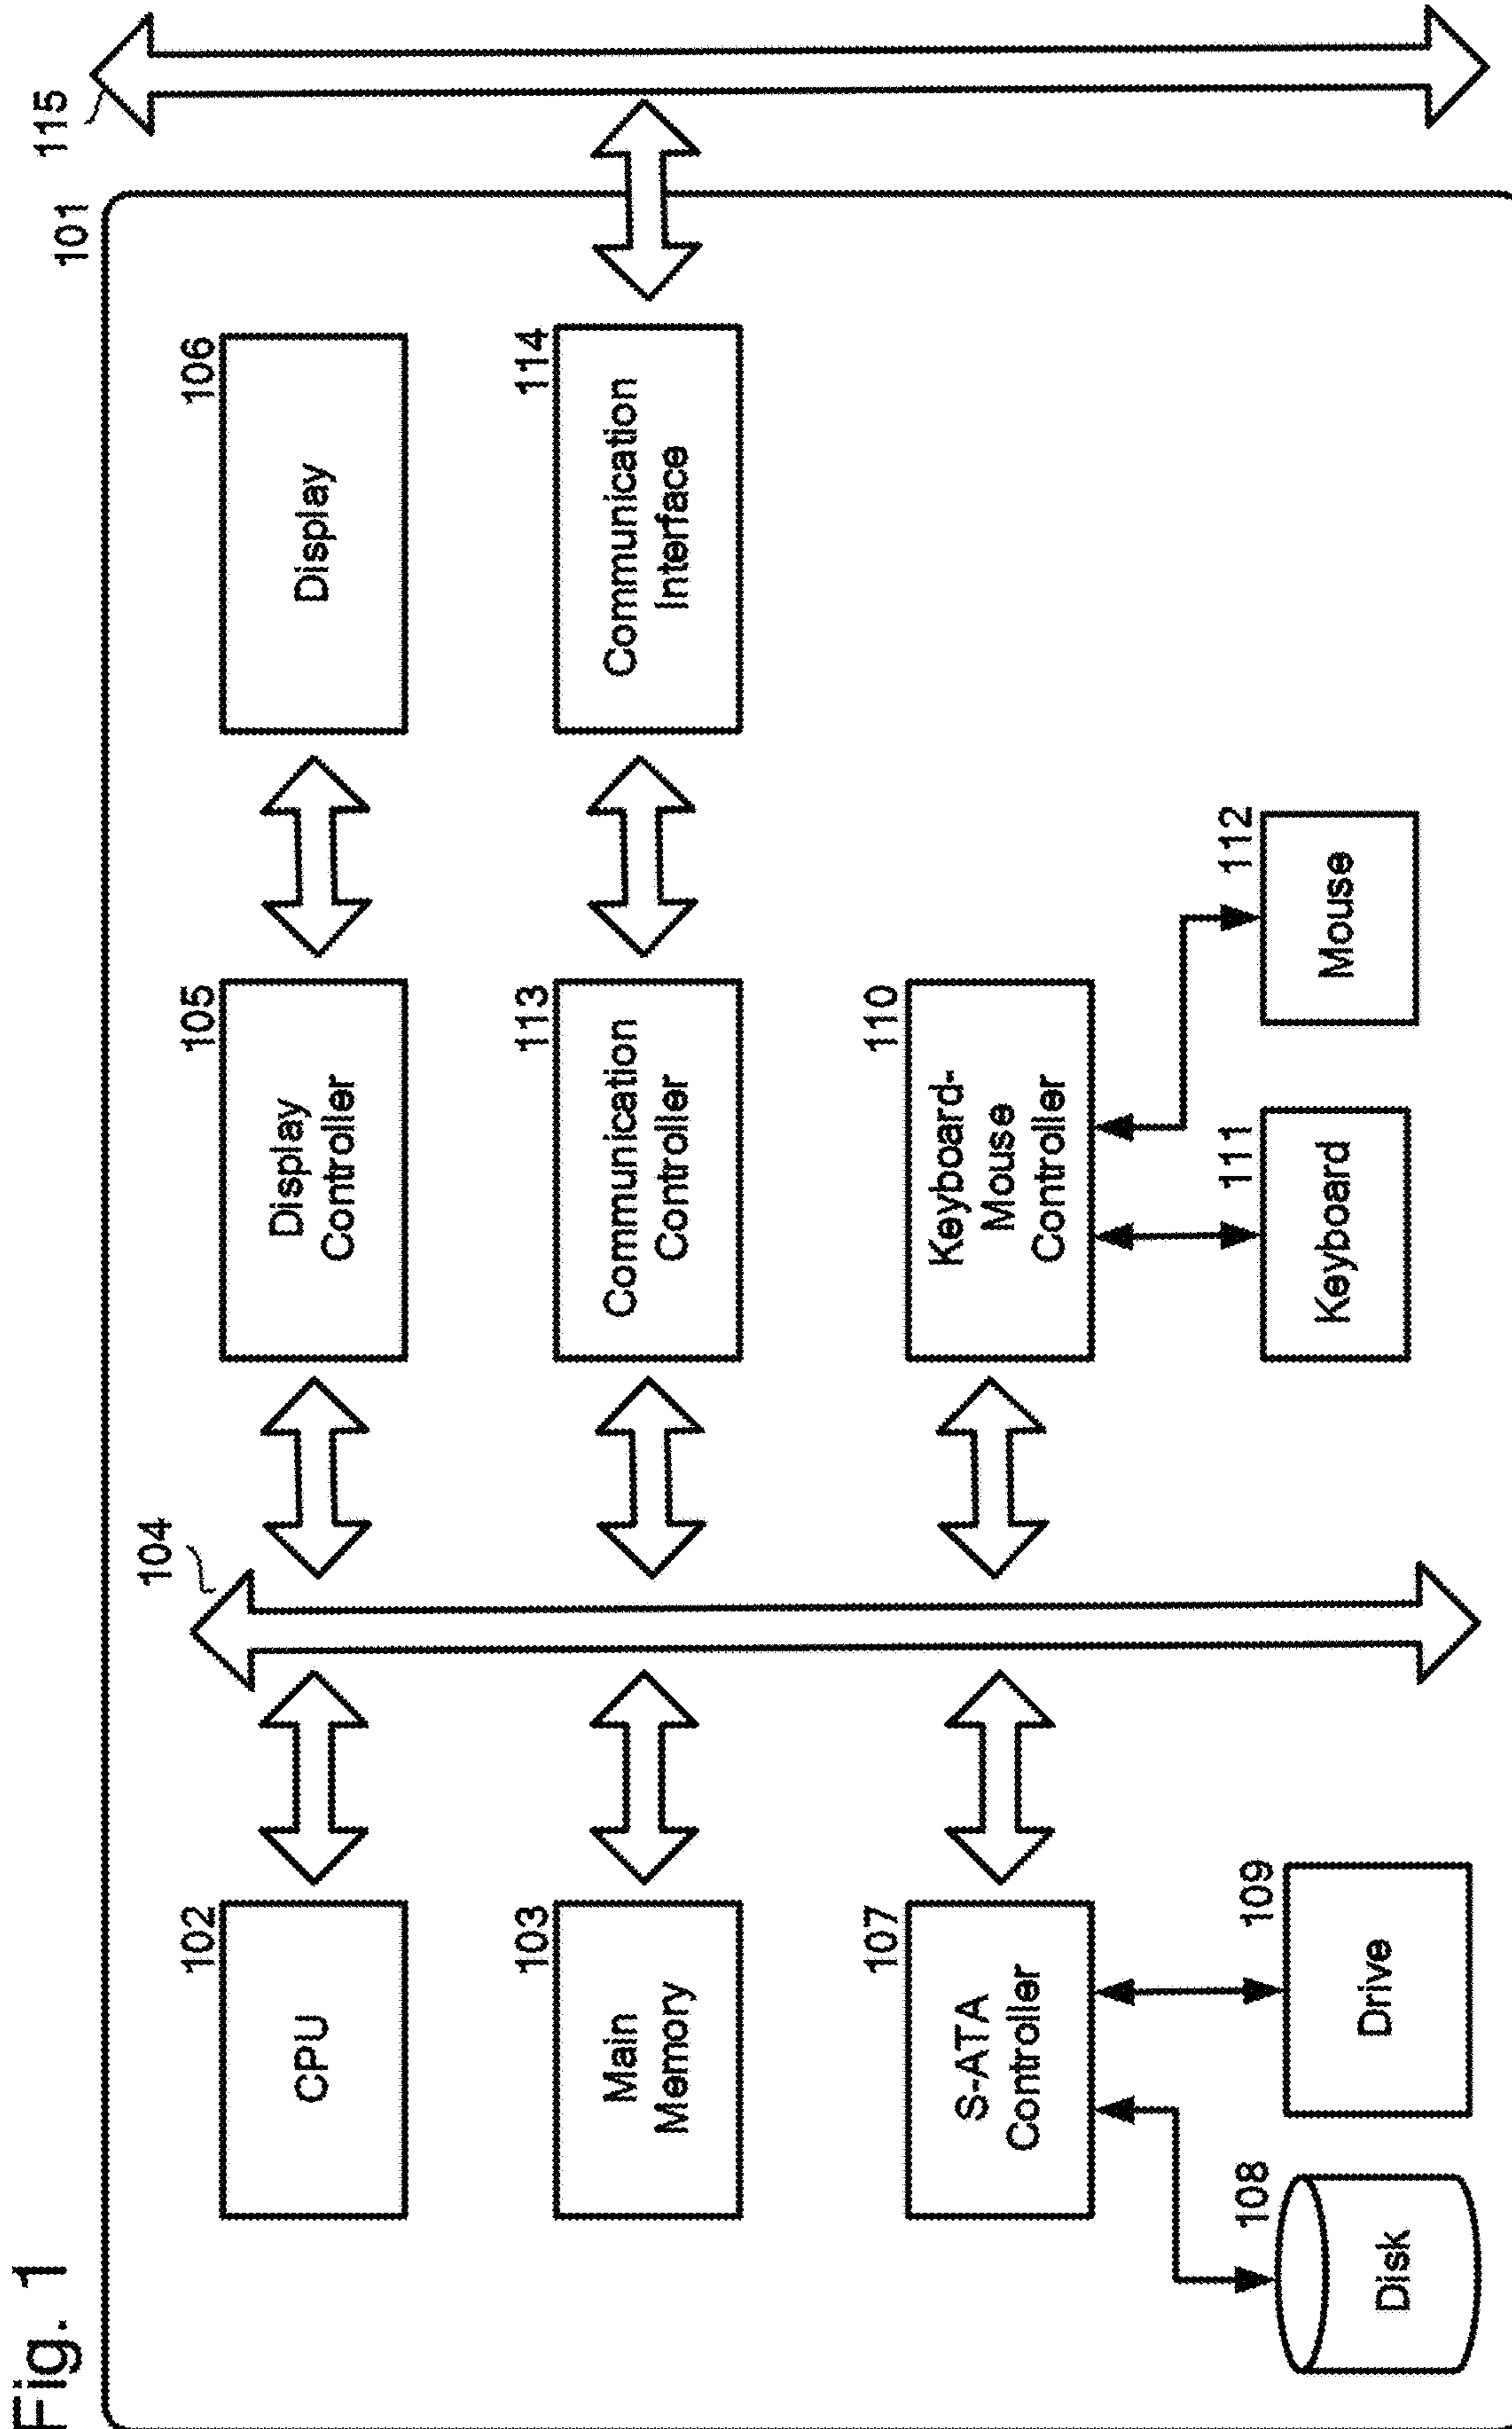 Fig. 1
101
115
102
CPU
104
105
Display
Controller
106
Display
103
Main
Memory
113
Communication
Controller
114
Communication
Interface
107
S-ATA
Controller
110
Keyboard-
Mouse
Controller
108
Disk
109
Drive
111
Keyboard
112
Mouse